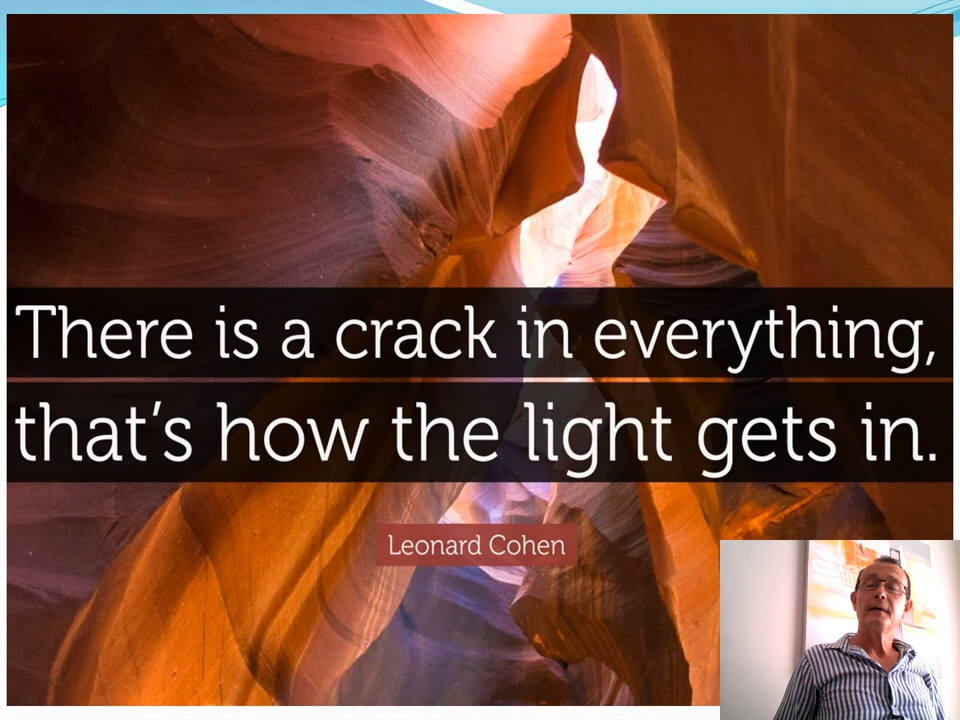 There is a crack in everything,
that's how the light gets in.
Leonard Cohen